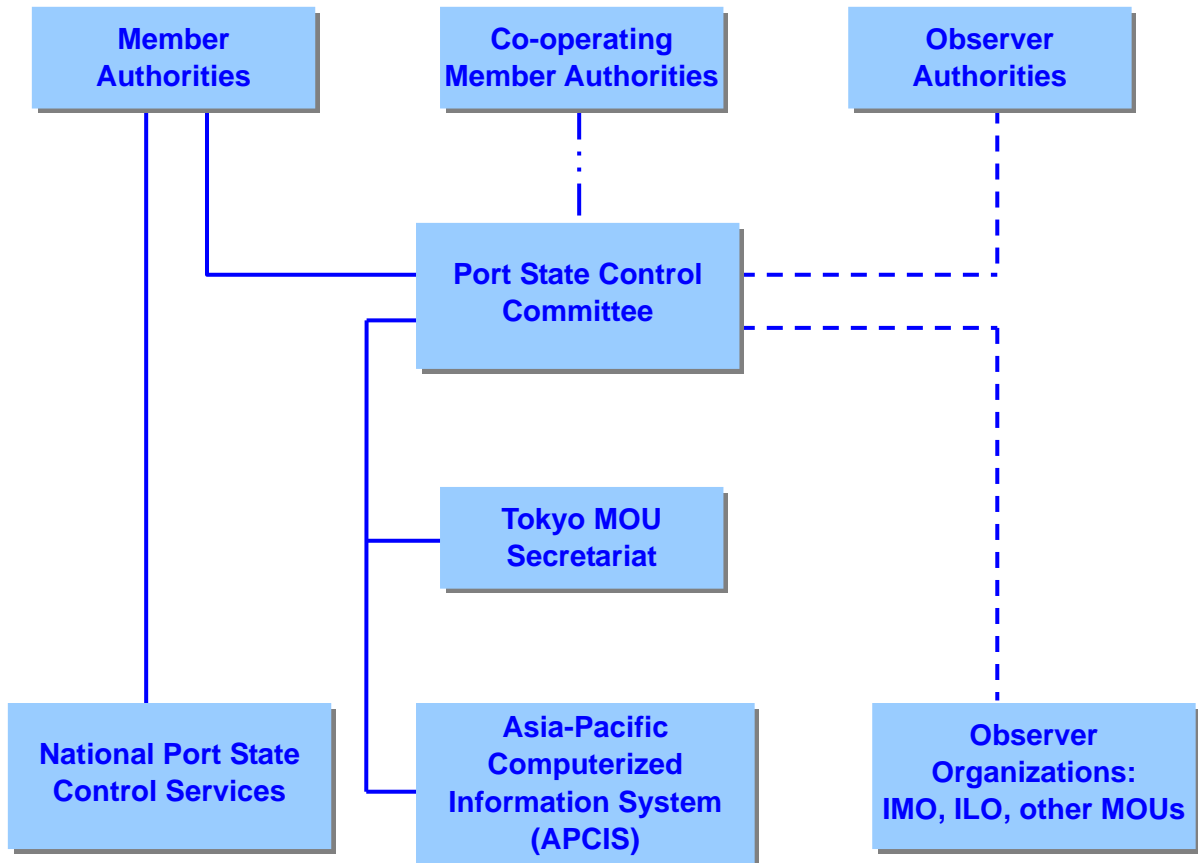 Member
Authorities
Co-operating
Member Authorities
Observer
Authorities
Port State Control
Committee
Tokyo MOU
Secretariat
National Port State
Control Services
Asia-Pacific
Computerized
Information System
(APCIS)
Observer
Organizations:
IMO, ILO, other MOUs